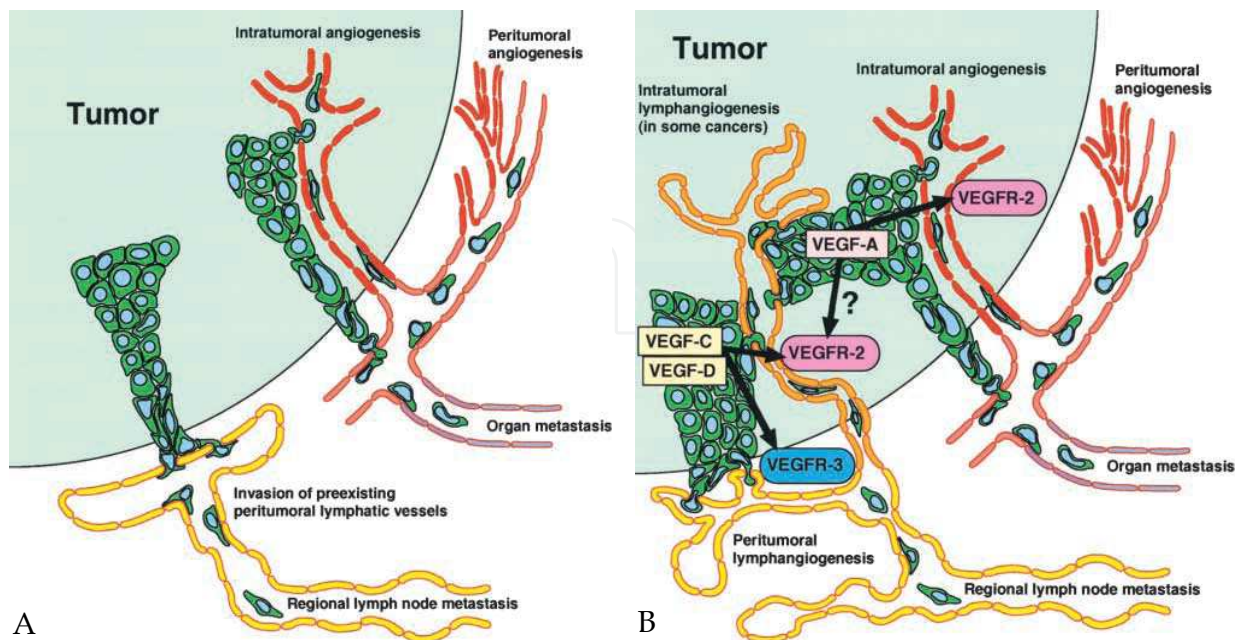 Intratumoral angiogenesis
Peritumoral
angiogenesis
Tumor
Organ metastasis
Invasion of preexisting
peritumoral lymphatic vessels
Regional lymph node metastasis
A
Tumor
Intratumoral angiogenesis
Peritumoral
angiogenesis
Intratumoral
lymphangiogenesis
(in some cancers)
VEGFR-2
VEGF-A
?
VEGF-C
VEGFR-2
VEGF-D
VEGFR-3
Organ metastasis
Peritumoral
lymphangiogenesis
Regional lymph node metastasis
B